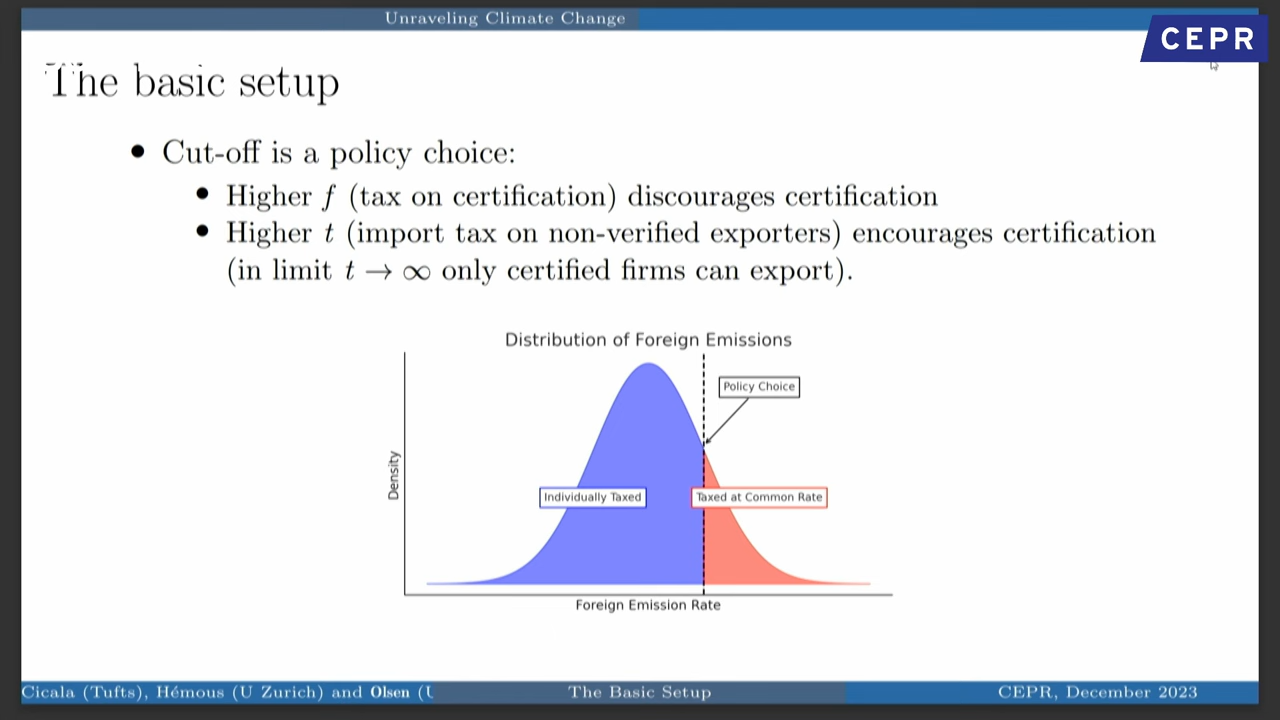 Unraveling Climate Change
CEPR
The basic setup
• Cut-off is a policy choice:
• Higher f (tax on certification) discourages certification
• Higher t (import tax on non-verified exporters) encourages certification
(in limit t → ∞ only certified firms can export).
Distribution of Foreign Emissions
Policy Choice
Density
Individually Taxed
Taxed at Common Rate
Foreign Emission Rate
Cicala (Tufts), Hémous (U Zurich) and Olsen (U
The Basic Setup
CEPR, December 2023